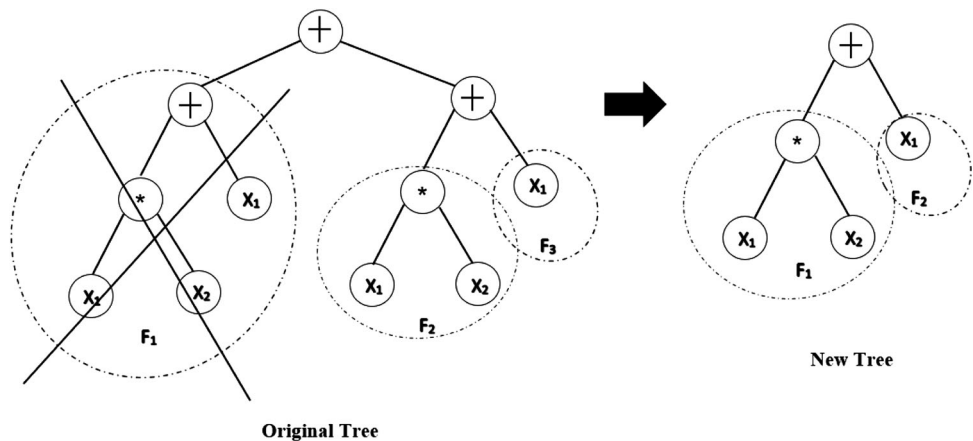 +
+
+
+
*
X₁
*
X₁
X₁
X₁
X₂
F₃
F₂
X₁
X₂
X₁
X₂
F₁
F₁
F₂
New Tree
Original Tree